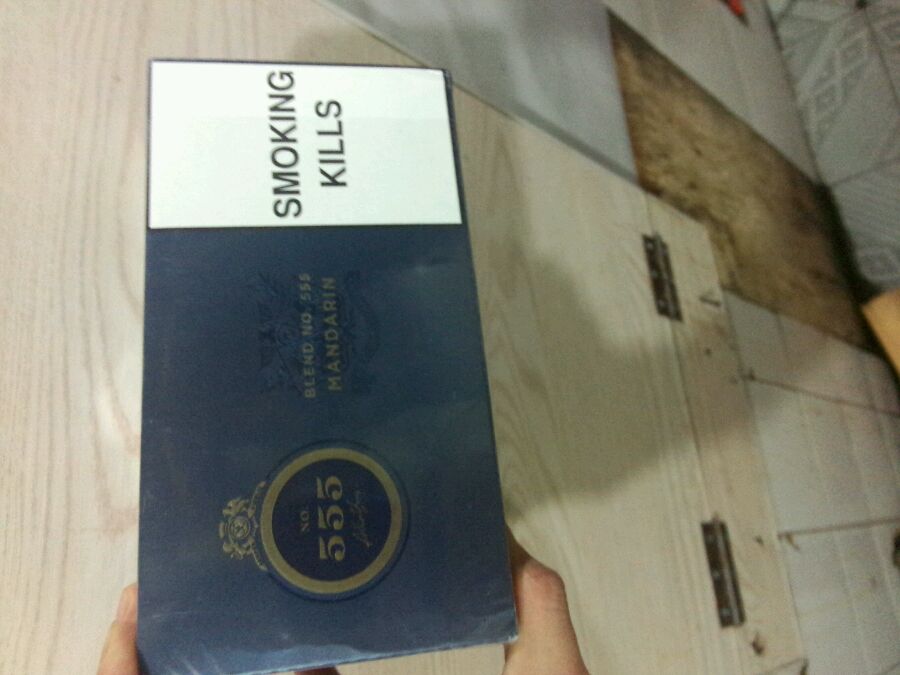 SMOKING
KILLS
BLEND NO. 555
MANDARIN
NO.
555